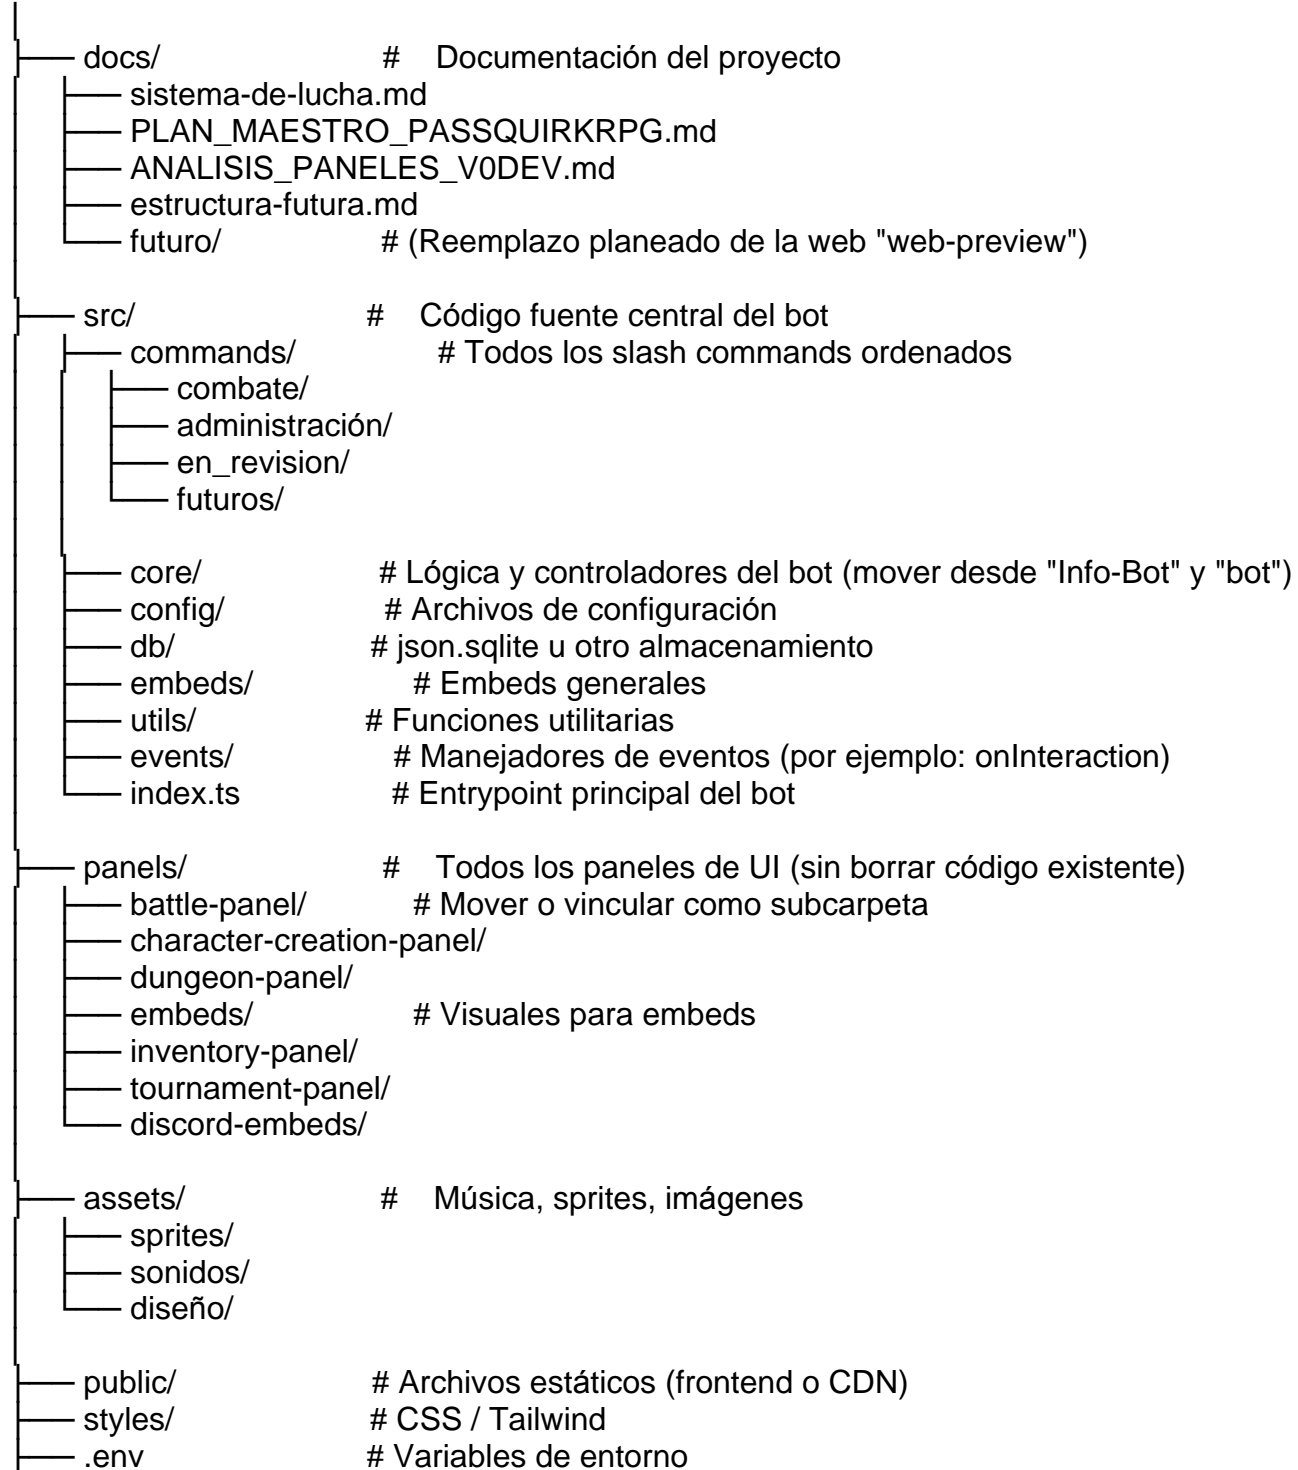 │
├── docs/ # Documentación del proyecto
│ ├── sistema-de-lucha.md
│ ├── PLAN_MAESTRO_PASSQUIRKRPG.md
│ ├── ANALISIS_PANELES_V0DEV.md
│ ├── estructura-futura.md
│ └── futuro/ # (Reemplazo planeado de la web "web-preview")
│
├── src/ # Código fuente central del bot
│ ├── commands/ # Todos los slash commands ordenados
│ │ ├── combate/
│ │ ├── administración/
│ │ ├── en_revision/
│ │ └── futuros/
│ │
│ ├── core/ # Lógica y controladores del bot (mover desde "Info-Bot" y "bot")
│ ├── config/ # Archivos de configuración
│ ├── db/ # json.sqlite u otro almacenamiento
│ ├── embeds/ # Embeds generales
│ ├── utils/ # Funciones utilitarias
│ ├── events/ # Manejadores de eventos (por ejemplo: onInteraction)
│ └── index.ts # Entrypoint principal del bot
│
├── panels/ # Todos los paneles de UI (sin borrar código existente)
│ ├── battle-panel/ # Mover o vincular como subcarpeta
│ ├── character-creation-panel/
│ ├── dungeon-panel/
│ ├── embeds/ # Visuales para embeds
│ ├── inventory-panel/
│ ├── tournament-panel/
│ └── discord-embeds/
│
├── assets/ # Música, sprites, imágenes
│ ├── sprites/
│ ├── sonidos/
│ └── diseño/
│
├── public/ # Archivos estáticos (frontend o CDN)
├── styles/ # CSS / Tailwind
├── .env # Variables de entorno